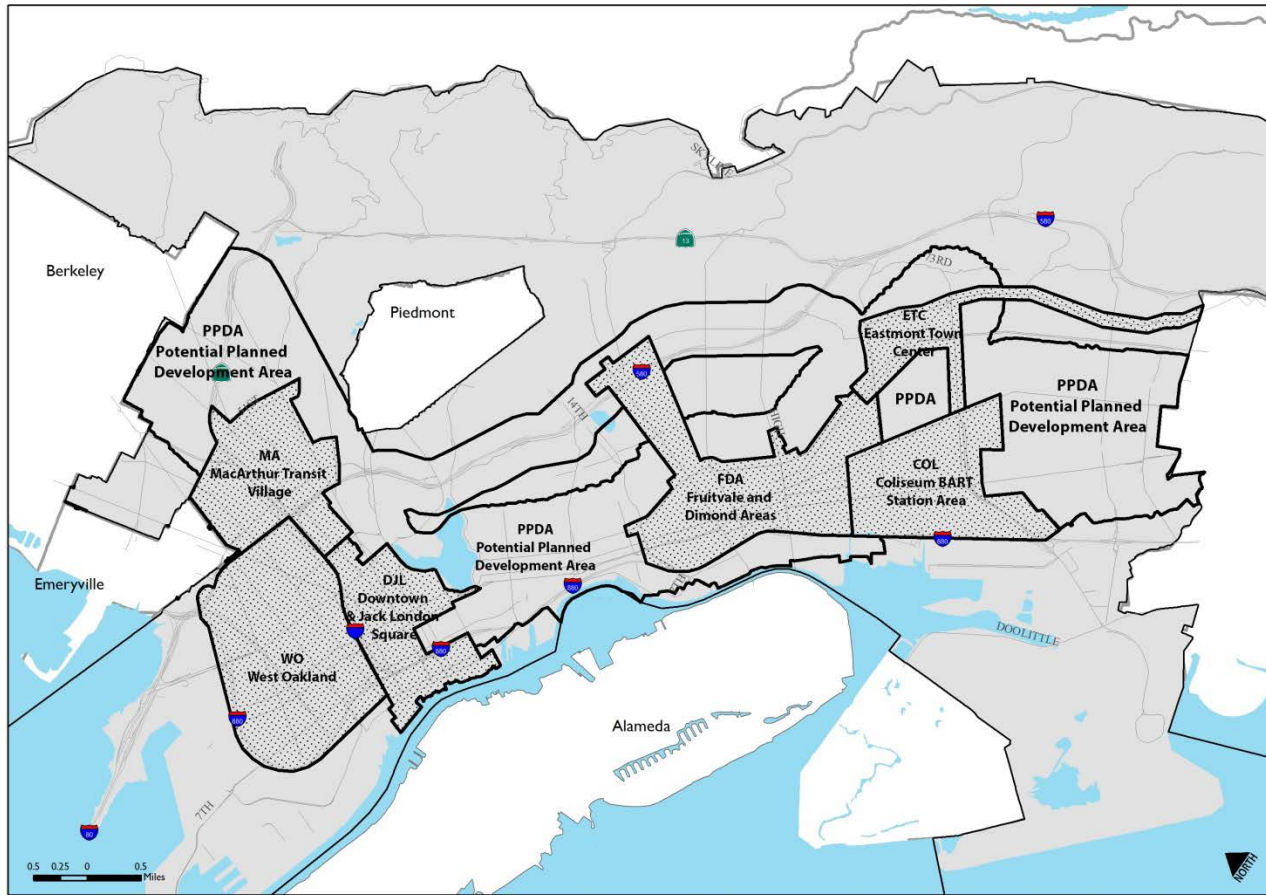 SKYLINE
580
13
73RD
Berkeley
Piedmont
PPDA
Potential Planned
Development Area
ETC
Eastmont Town
Center
580
14TH
PPDA
PPDA
Potential Planned
Development Area
HIGH
MA
MacArthur Transit
Village
COL
Coliseum BART
Station Area
FDA
Fruitvale and
Dimond Areas
PPDA
Potential Planned
Development Area
880
880
Emeryville
DJL
Downtown
& Jack London
Square
880
WO
West Oakland
DOOLITTLE
880
Alameda
7TH
80
0.5 0.25 0 0.5
Miles
NORTH